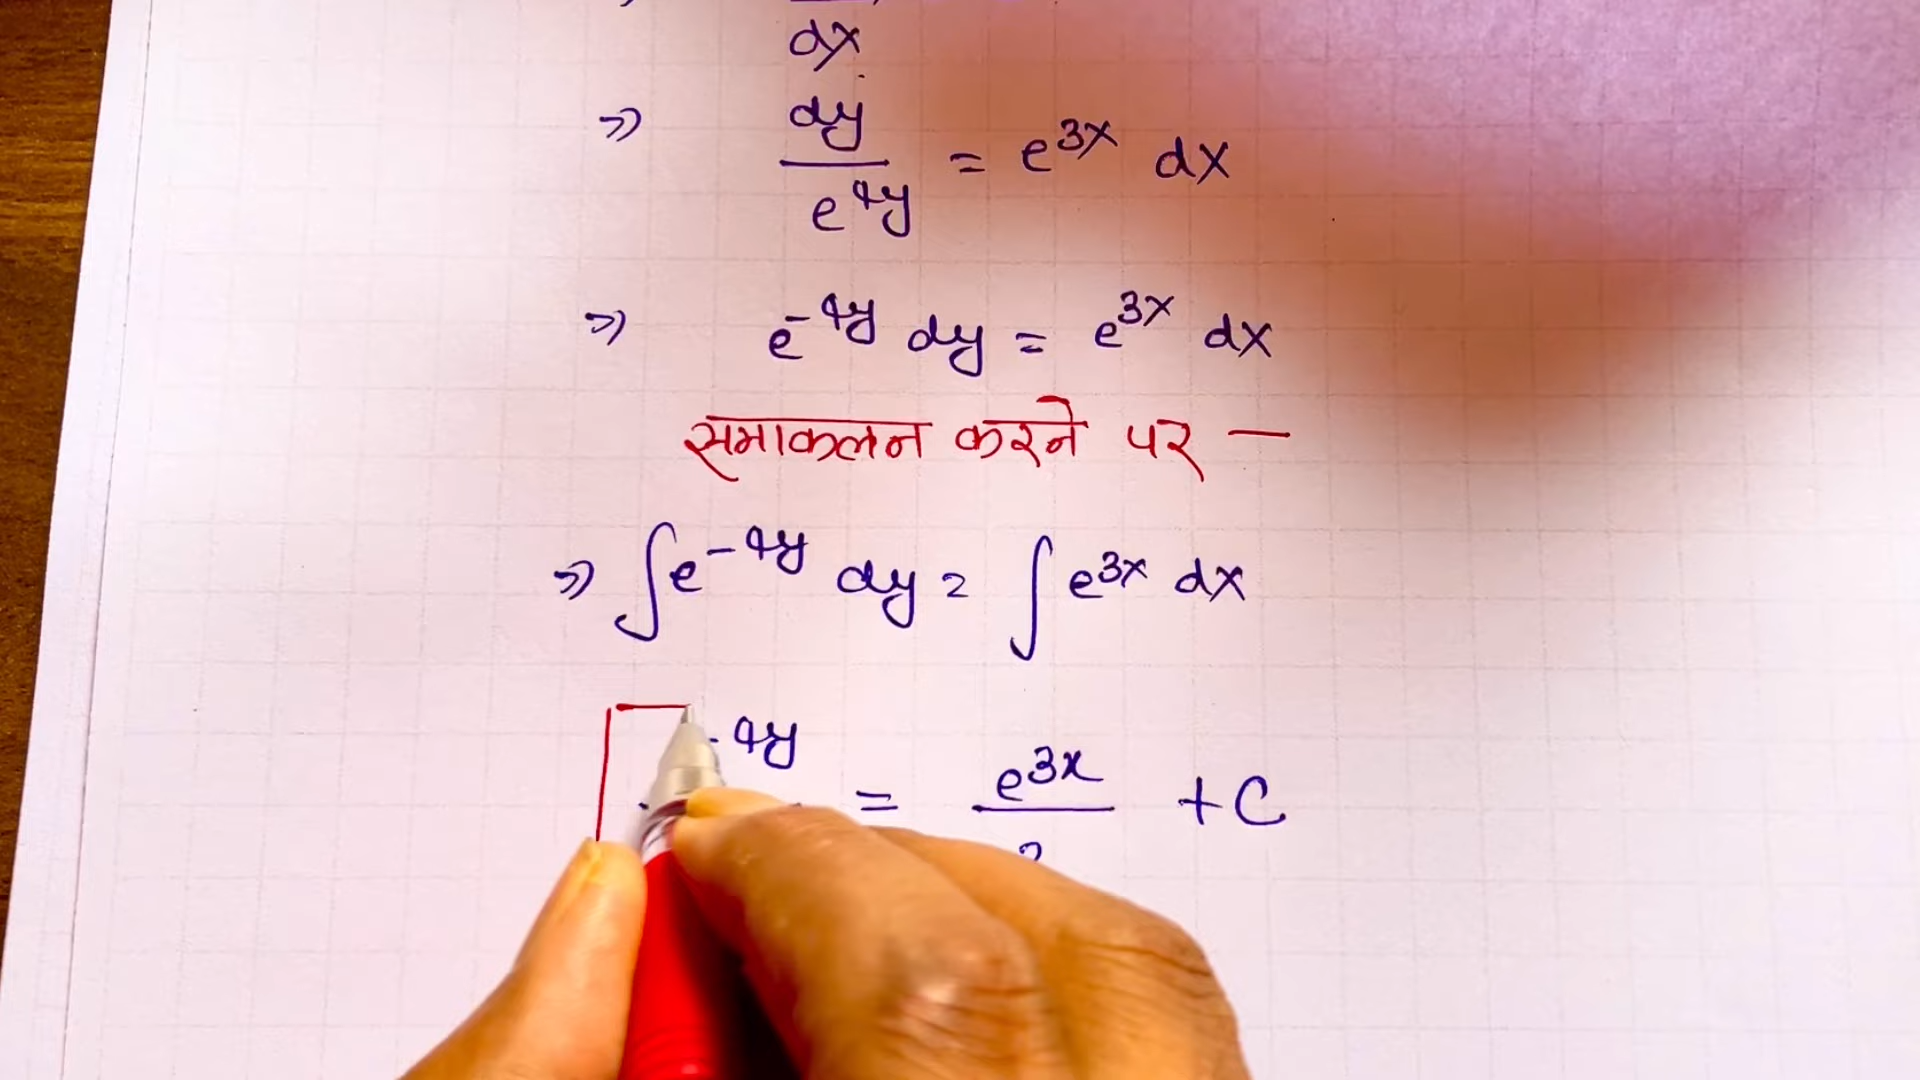 dx
⇒ dy/e^4y = e^3x dx
⇒ e^-4y dy = e^3x dx
समाकलन करने पर —
⇒ ∫e^-4y dy = ∫e^3x dx
-4y = e^3x/3 + C